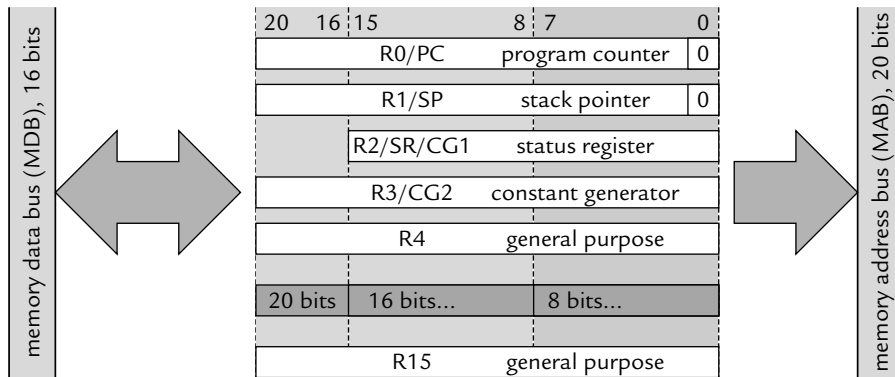 20 16 15 8 7 0
R0/PC program counter 0
R1/SP stack pointer 0
R2/SR/CG1 status register
R3/CG2 constant generator
R4 general purpose
20 bits 16 bits... 8 bits...
R15 general purpose
memory data bus (MDB), 16 bits
memory address bus (MAB), 20 bits